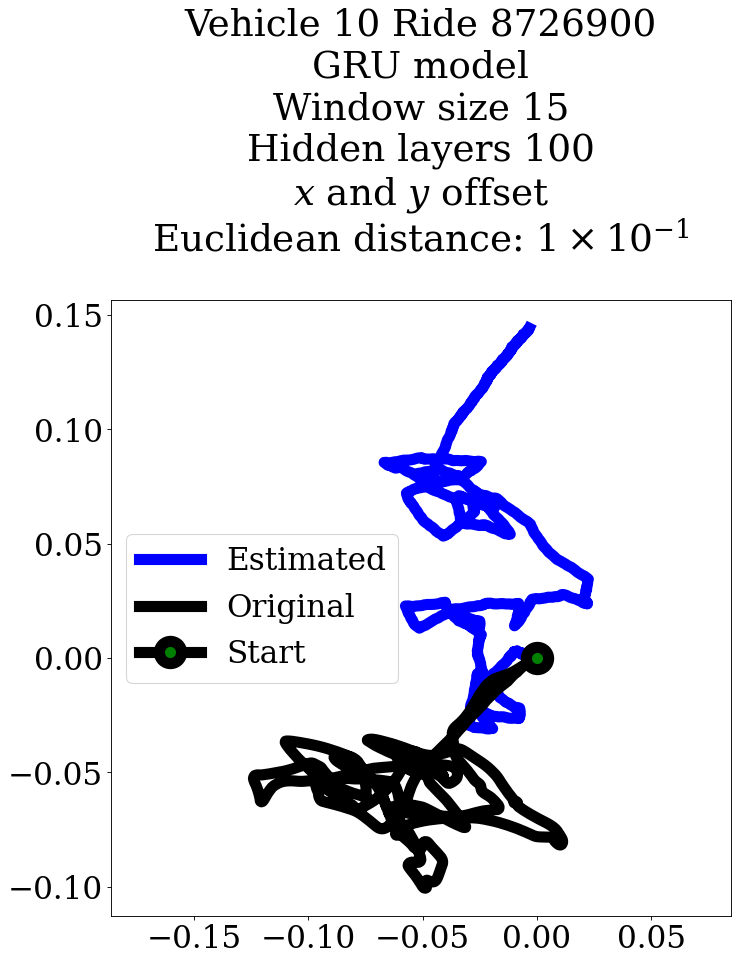 Vehicle 10 Ride 8726900
GRU model
Window size 15
Hidden layers 100
x and y offset
Euclidean distance: 1 × 10⁻¹
0.15
0.10
0.05
0.00
−0.05
−0.10
Estimated
Original
Start
−0.15 −0.10 −0.05 0.00 0.05